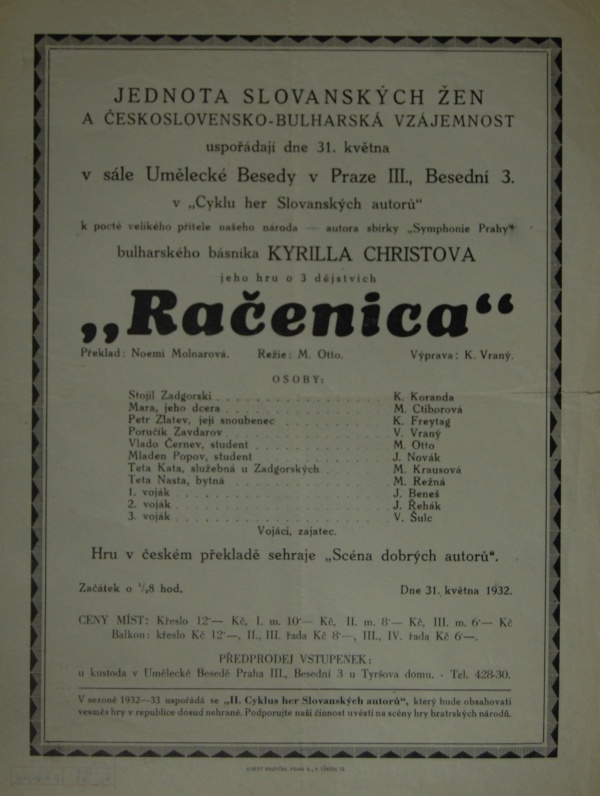 JEDNOTA SLOVANSKÝCH ŽEN
A ČESKOSLOVENSKO-BULHARSKÁ VZÁJEMNOST
uspořádají dne 31. května
v sále Umělecké Besedy v Praze III., Besední 3.
v „Cyklu her Slovanských autorů“
k poctě velikého přítele našeho národa — autora sbírky „Symphonie Prahy“
bulharského básníka KYRILLA CHRISTOVA
jeho hru o 3 dějstvích
„Račenica“
Překlad: Noemi Molnarová. Režie: M. Otto. Výprava: K. Vraný.
OSOBY:
Stojil Zadgorski . . . . . . . . . . K. Koranda
Mara, jeho dcera . . . . . . . . . . M. Ctiborová
Petr Zlatev, její snoubenec . . . . . . . . . . K. Freytag
Poručík Zavdarov . . . . . . . . . . V. Vraný
Vlado Černev, student . . . . . . . . . . M. Otto
Mladen Popov, student . . . . . . . . . . J. Novák
Teta Kata, služebná u Zadgorských . . . . . . . . . . M. Krausová
Teta Nasta, bytná . . . . . . . . . . M. Režná
1. voják . . . . . . . . . . J. Beneš
2. voják . . . . . . . . . . J. Řehák
3. voják . . . . . . . . . . V. Šulc
Vojáci, zajatec.
Hru v českém překladě sehraje „Scéna dobrých autorů“.
Začátek o ½8 hod. Dne 31. května 1932.
CENY MÍST: Křeslo 12·— Kč, I. m. 10·— Kč, II. m. 8·— Kč, III. m. 6·— Kč
Balkon: křeslo Kč 12·—, II., III. řada Kč 8·—, III., IV. řada Kč 6·—.
PŘEDPRODEJ VSTUPENEK:
u kustoda v Umělecké Besedě Praha III., Besední 3 u Tyršova domu. - Tel. 428-30.
V sezoně 1932—33 uspořádá se „II. Cyklus her Slovanských autorů“, který bude obsahovati
vesměs hry v republice dosud nehrané. Podporujte naši činnost uvésti na scény hry bratrských národů.